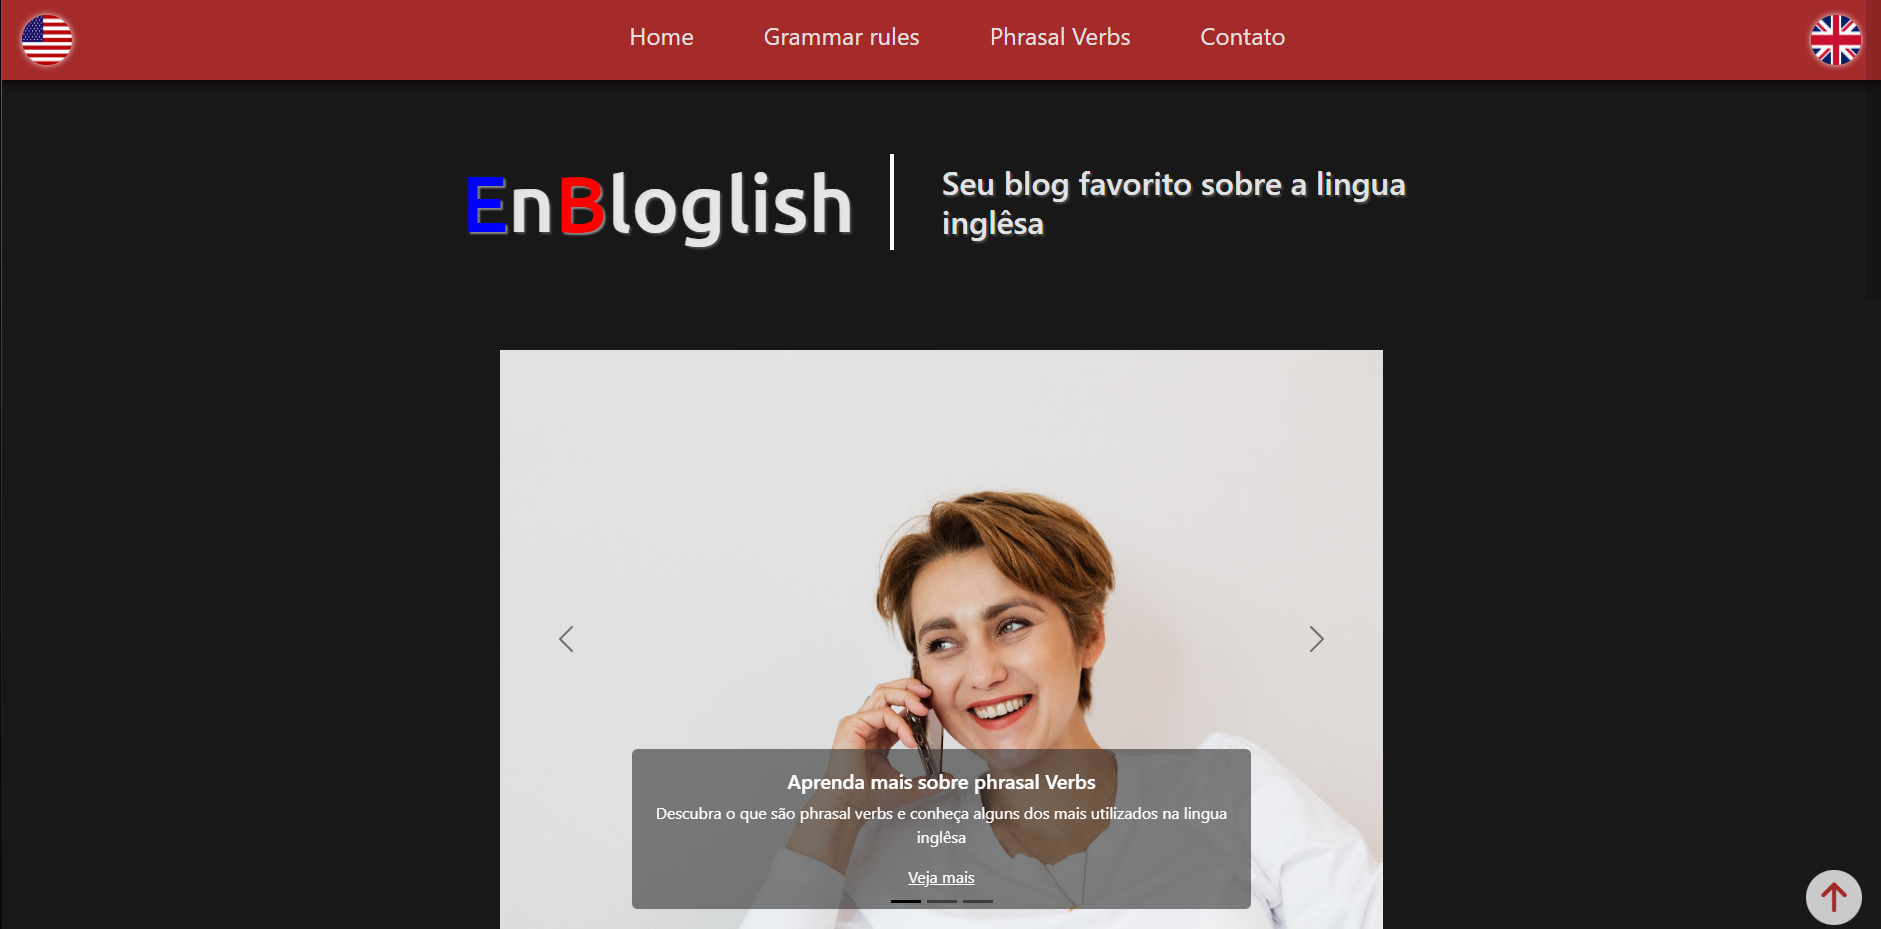 Home Grammar rules Phrasal Verbs Contato
EnBloglish
Seu blog favorito sobre a lingua
inglêsa
Aprenda mais sobre phrasal Verbs
Descubra o que são phrasal verbs e conheça alguns dos mais utilizados na lingua
inglêsa
Veja mais